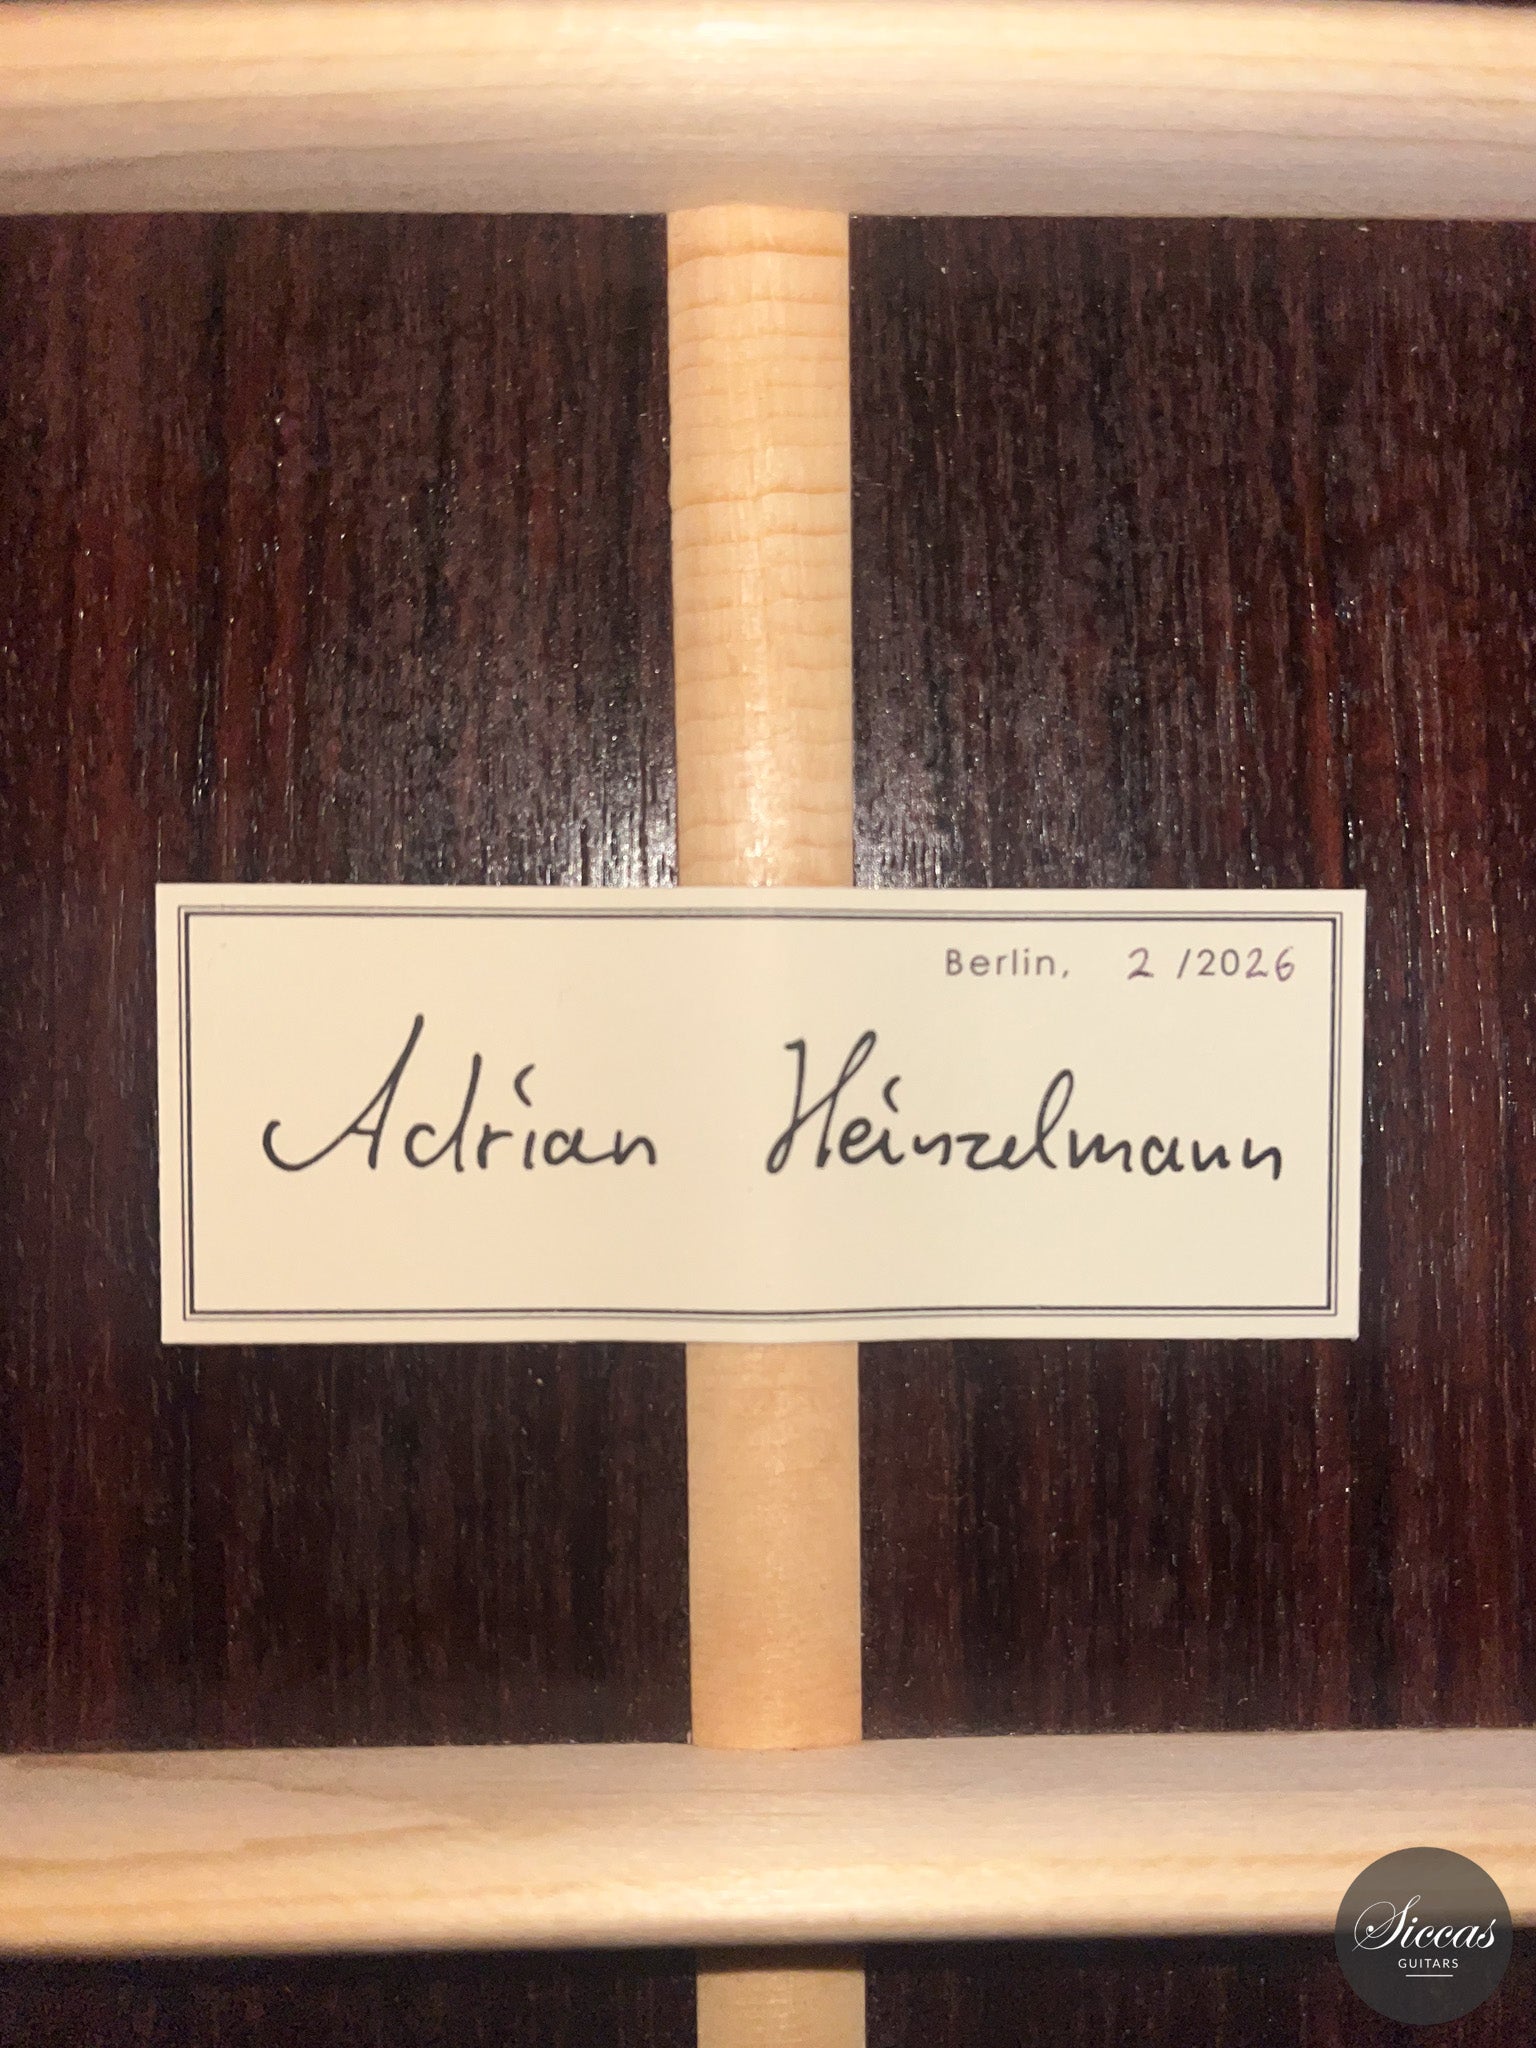 Berlin, 2 /2026
Adrian Heinzelmann
Siccas
GUITARS